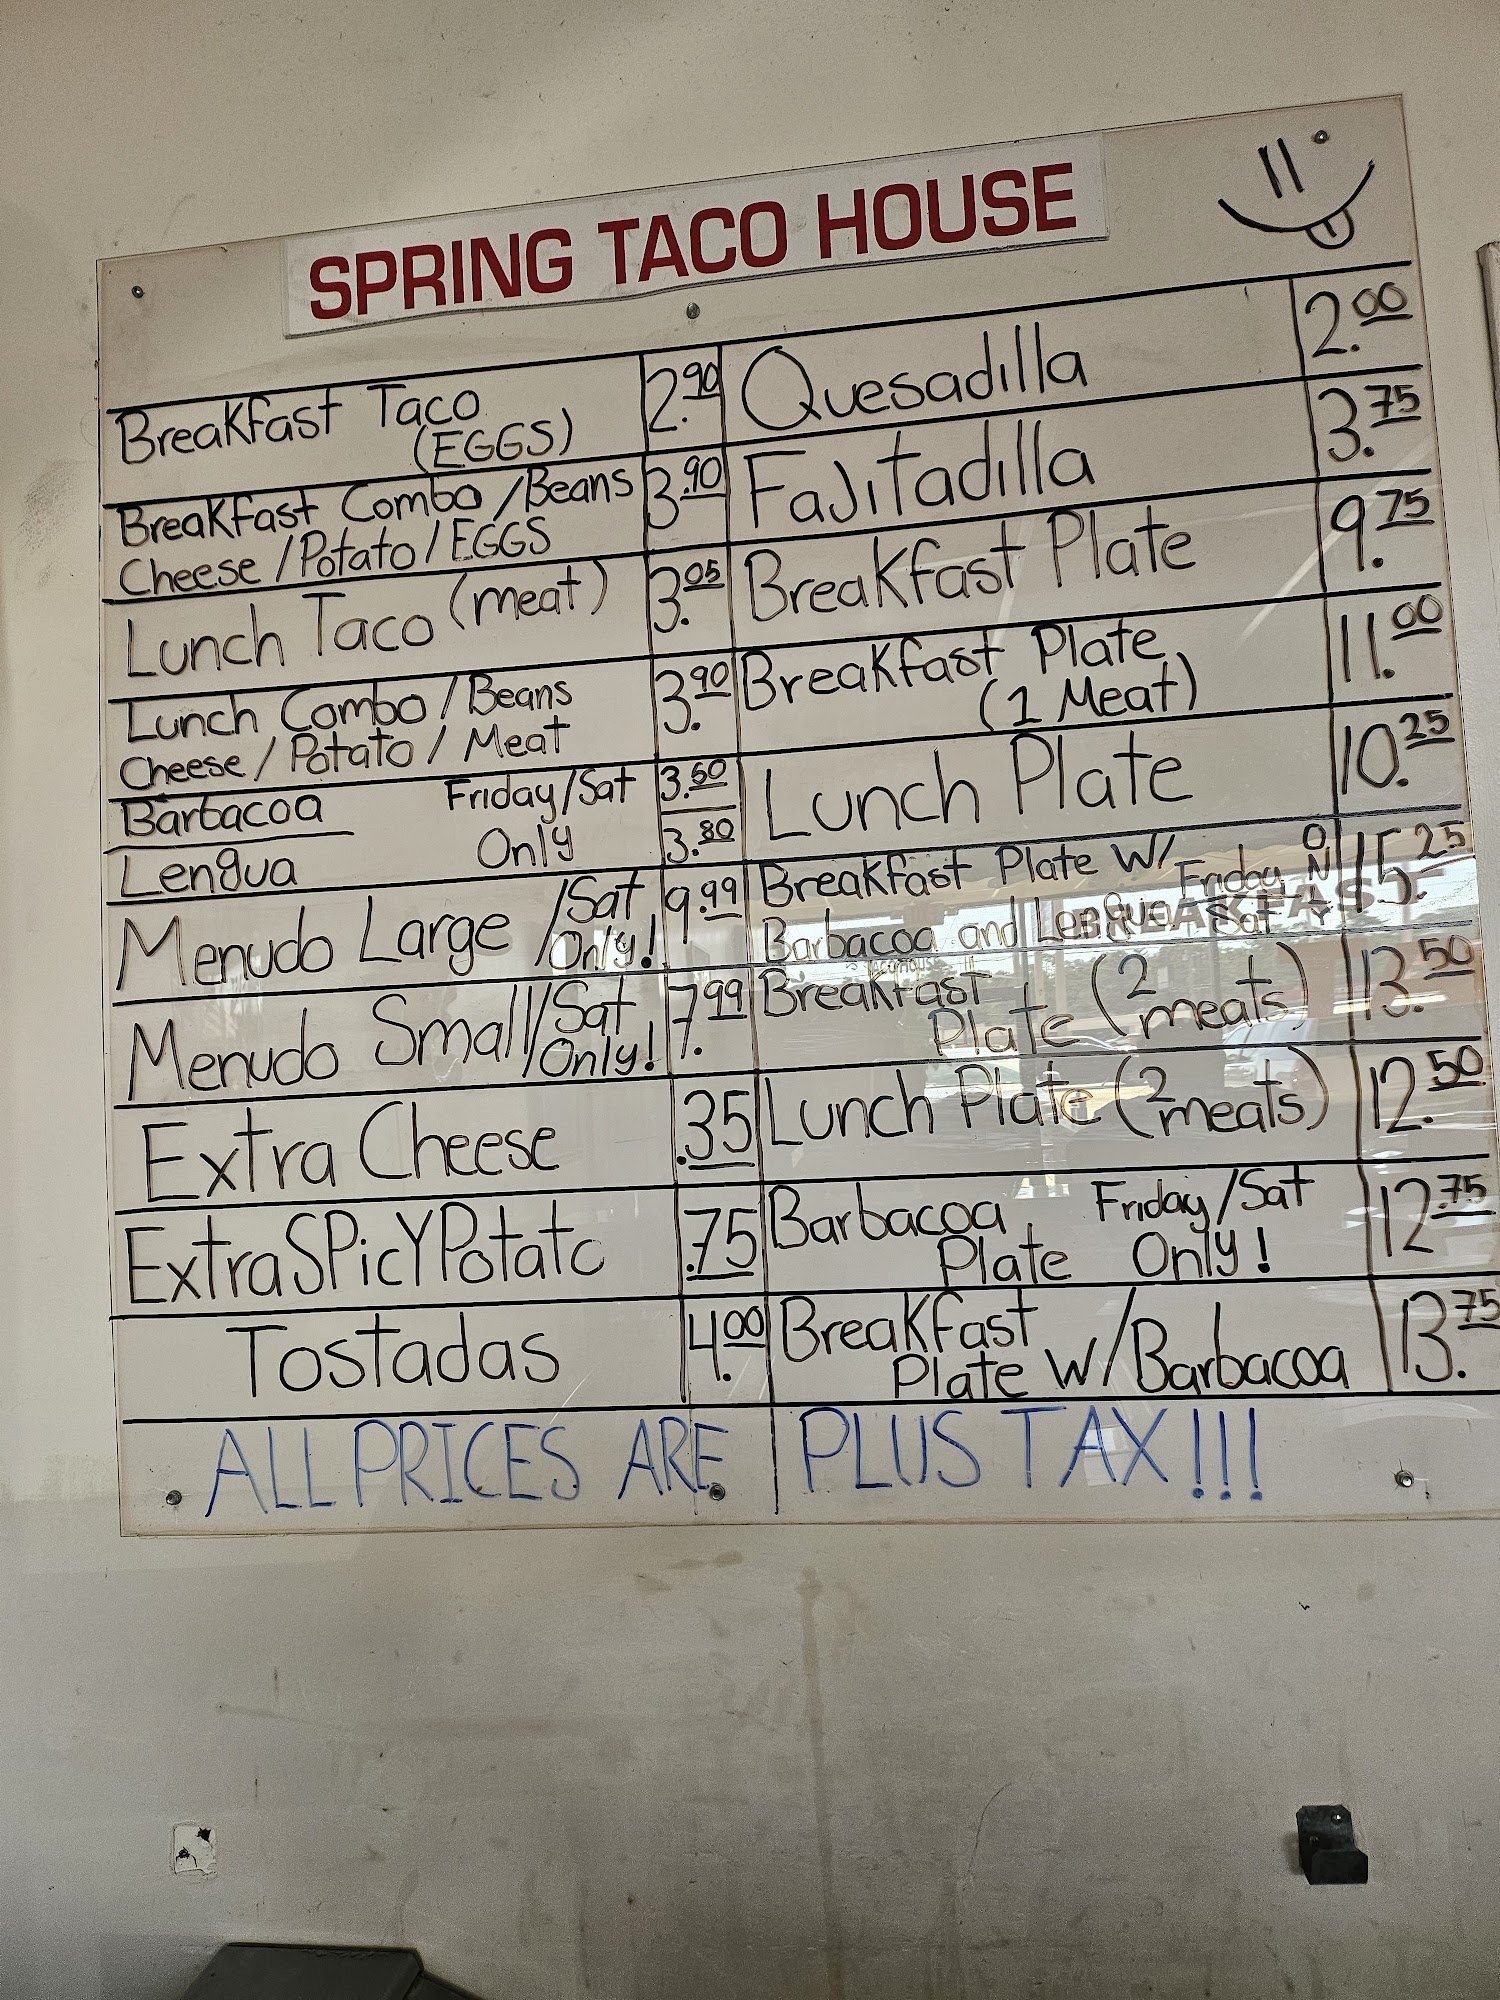 SPRING TACO HOUSE
Breakfast Taco
(EGGS)
2.90
Breakfast Combo/Beans
Cheese/Potato/EGGS
3.90
Lunch Taco (meat)
3.05
Lunch Combo/Beans
Cheese/Potato/Meat
3.90
Barbacoa
3.60
Lengua
3.80
Friday/Sat
Only
Menudo Large /Sat
Only!
9.99
Menudo Small/Sat
Only!
7.99
Extra Cheese
.35
Extra SPicY Potato
.75
Tostadas
4.00
Quesadilla
2.00
FaJitadilla
3.75
Breakfast Plate
9.75
Breakfast Plate
(1 Meat)
11.00
Lunch Plate
10.25
Breakfast Plate W/
Barbacoa and Lengua
Friday
Sat
ONLY
15.25
Breakfast
Plate (2 meats)
13.50
Lunch Plate (2 meats)
12.50
Barbacoa
Plate
Friday/Sat
Only!
12.75
Breakfast
Plate W/Barbacoa
13.75
ALL PRICES ARE PLUS TAX!!!